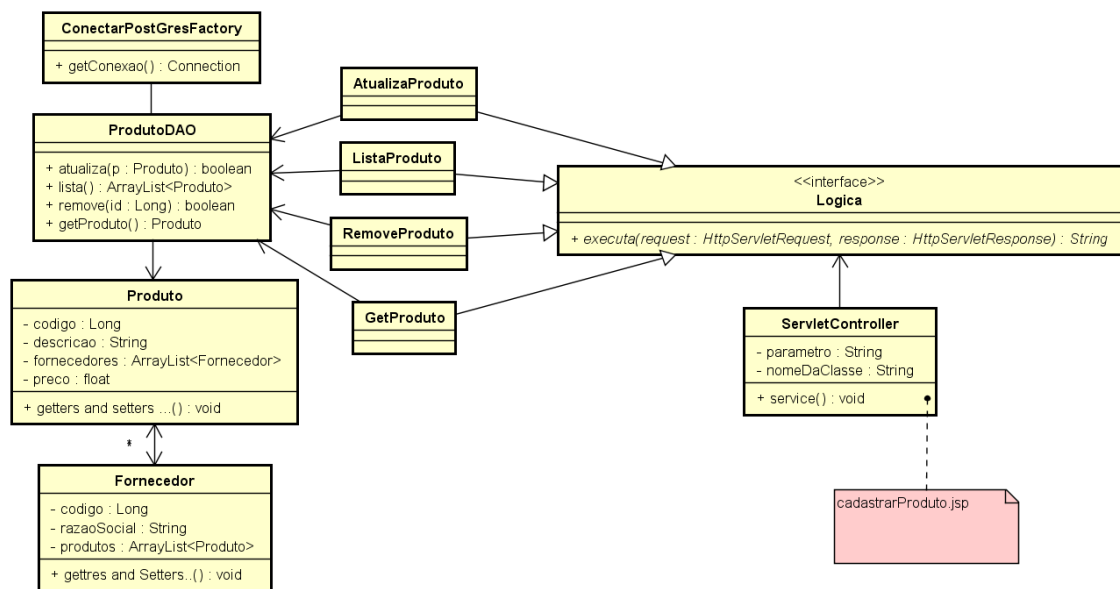 ConectarPostGresFactory
+ getConexao() : Connection
ProdutoDAO
+ atualiza(p : Produto) : boolean
+ lista() : ArrayList<Produto>
+ remove(id : Long) : boolean
+ getProduto() : Produto
AtualizaProduto
ListaProduto
RemoveProduto
GetProduto
<<interface>>
Logica
+ executa(request : HttpServletRequest, response : HttpServletResponse) : String
Produto
- codigo : Long
- descricao : String
- fornecedores : ArrayList<Fornecedor>
- preco : float
+ getters and setters ...() : void
*
Fornecedor
- codigo : Long
- razaoSocial : String
- produtos : ArrayList<Produto>
+ gettres and Setters..() : void
ServletController
- parametro : String
- nomeDaClasse : String
+ service() : void
cadastrarProduto.jsp